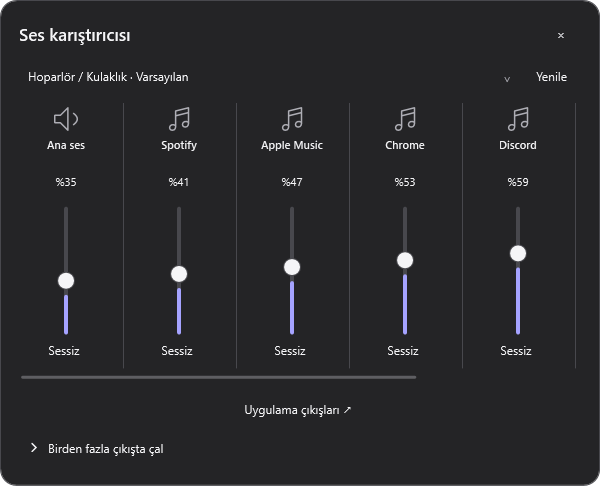 Ses karıştırıcısı
×
Hoparlör / Kulaklık · Varsayılan
Yenile
Ana ses Spotify Apple Music Chrome Discord
%35 %41 %47 %53 %59
Sessiz Sessiz Sessiz Sessiz Sessiz
Uygulama çıkışları ↗
Birden fazla çıkışta çal